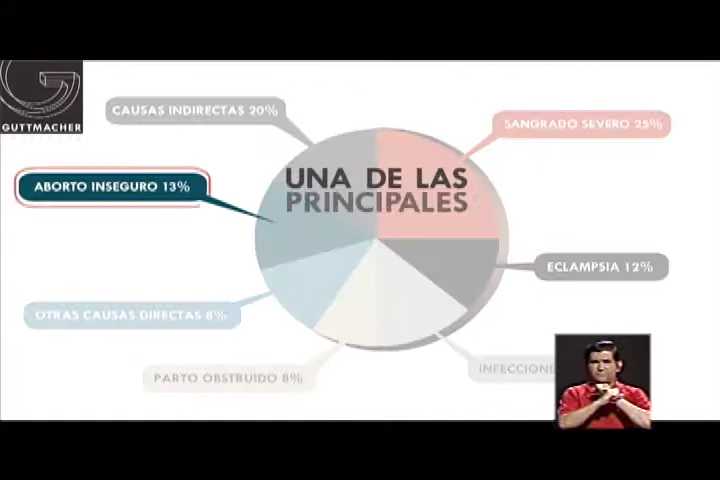 GUTTMACHER
CAUSAS INDIRECTAS 20%
SANGRADO SEVERO 25%
ABORTO INSEGURO 13%
UNA DE LAS
PRINCIPALES
ECLAMPSIA 12%
OTRAS CAUSAS DIRECTAS 8%
PARTO OBSTRUIDO 8%